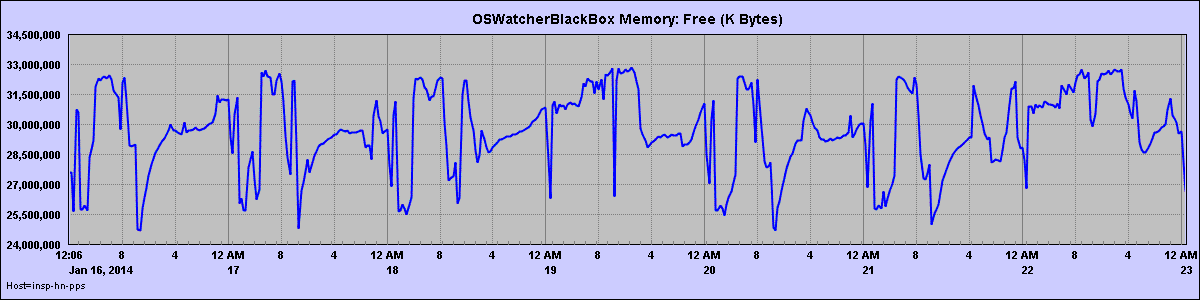 OSWatcherBlackBox Memory: Free (K Bytes)
34,500,000
33,000,000
31,500,000
30,000,000
28,500,000
27,000,000
25,500,000
24,000,000
12:06 8 4 12 AM 8 4 12 AM 8 4 12 AM 8 4 12 AM 8 4 12 AM 8 4 12 AM 8 4 12 AM
Jan 16, 2014 17 18 19 20 21 22 23
Host=insp-hn-pps